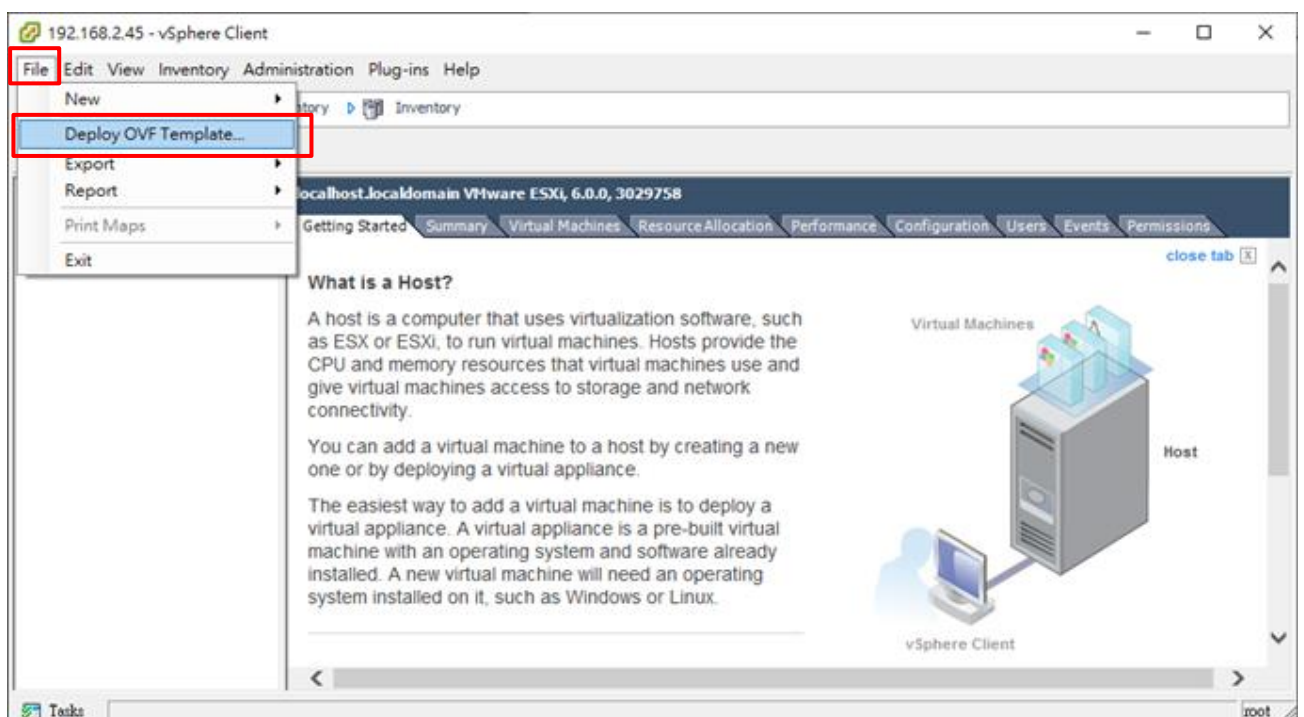 192.168.2.45 - vSphere Client
File Edit View Inventory Administration Plug-ins Help
New
ntory Inventory
Deploy OVF Template...
Export
Report
localhost.localdomain VMware ESXi, 6.0.0, 3029758
Print Maps
Getting Started Summary Virtual Machines Resource Allocation Performance Configuration Users Events Permissions
Exit
close tab X
What is a Host?
A host is a computer that uses virtualization software, such
as ESX or ESXi, to run virtual machines. Hosts provide the
CPU and memory resources that virtual machines use and
give virtual machines access to storage and network
connectivity.
You can add a virtual machine to a host by creating a new
one or by deploying a virtual appliance.
The easiest way to add a virtual machine is to deploy a
virtual appliance. A virtual appliance is a pre-built virtual
machine with an operating system and software already
installed. A new virtual machine will need an operating
system installed on it, such as Windows or Linux.
Virtual Machines
Host
vSphere Client
Tasks
root